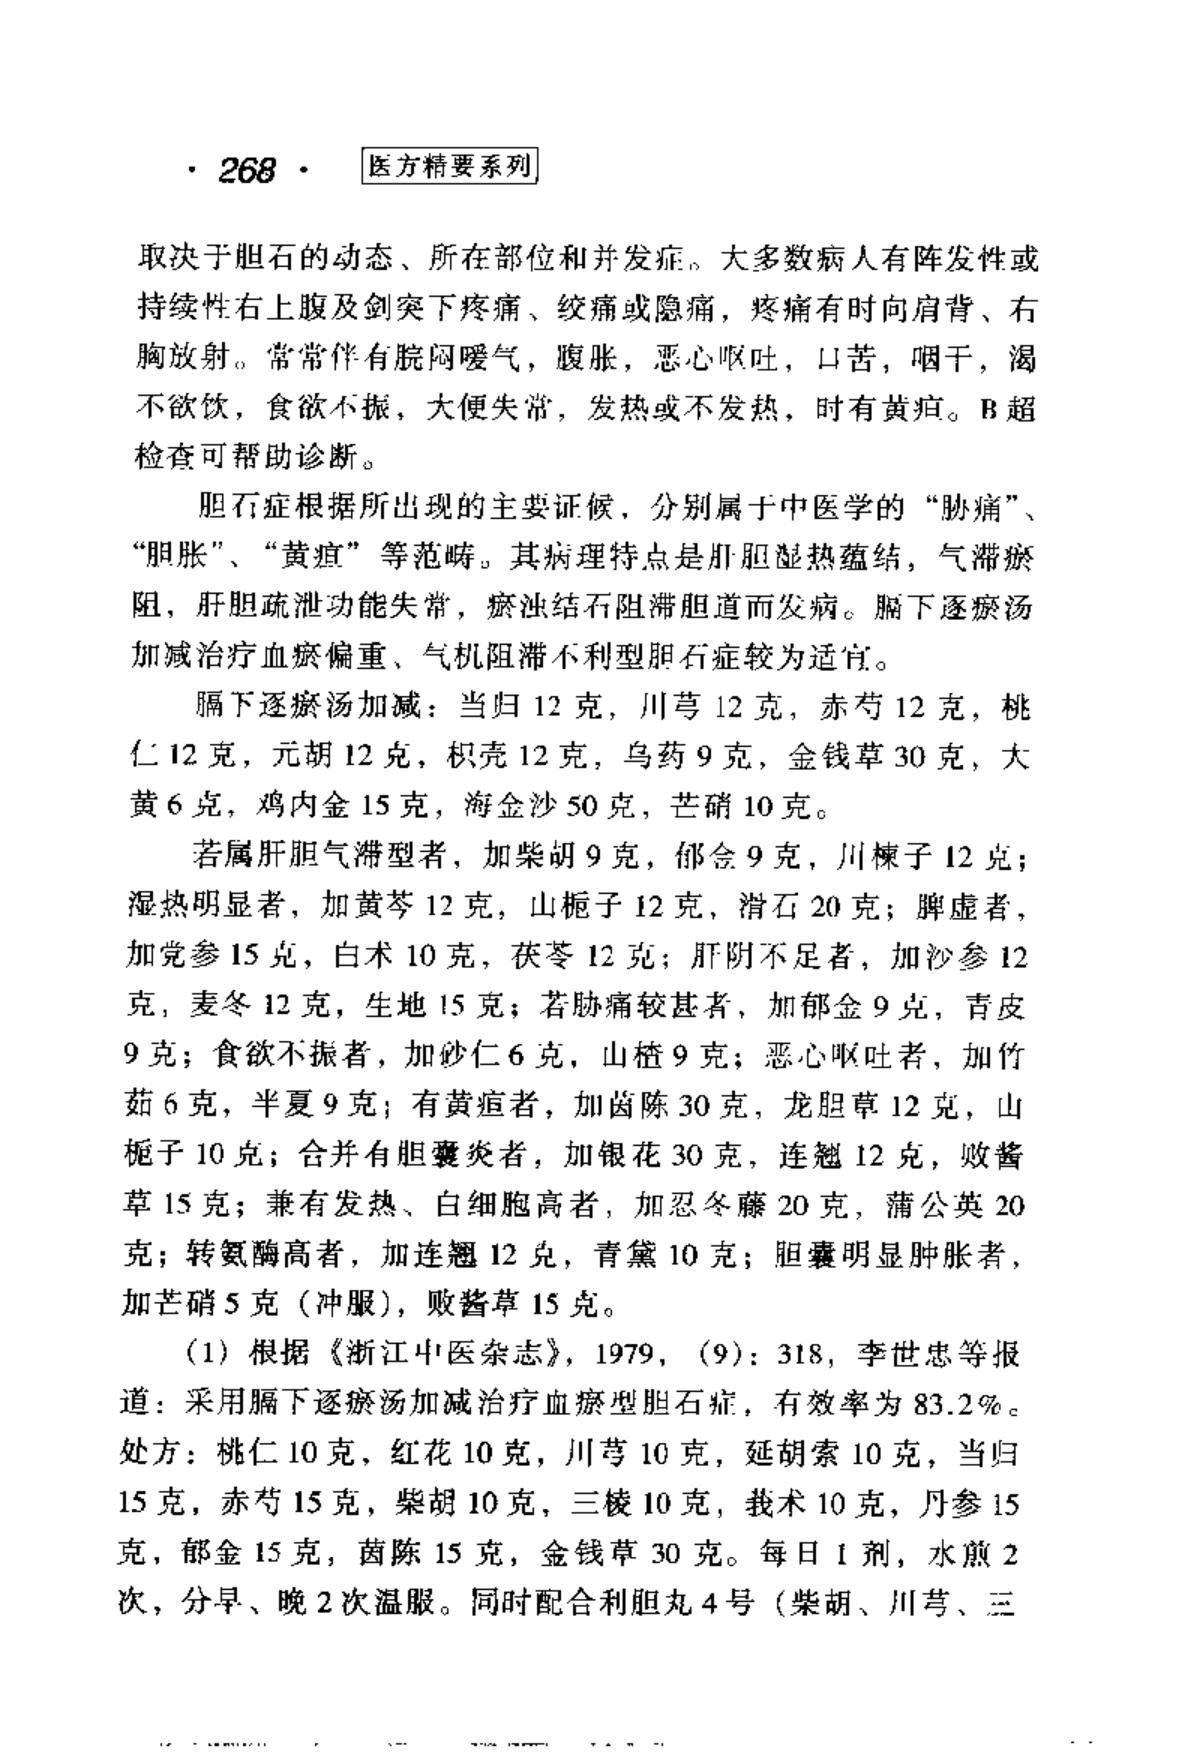 ·268· 医方精要系列
取决于胆石的动态、所在部位和并发症。大多数病人有阵发性或
持续性右上腹及剑突下疼痛、绞痛或隐痛，疼痛有时向肩背、右
胸放射。常常伴有脘闷嗳气，腹胀，恶心呕吐，口苦，咽干，渴
不欲饮，食欲不振，大便失常，发热或不发热，时有黄疸。B 超
检查可帮助诊断。
胆石症根据所出现的主要证候，分别属于中医学的“胁痛”、
“胆胀”、“黄疸”等范畴。其病理特点是肝胆湿热蕴结，气滞瘀
阻，肝胆疏泄功能失常，瘀浊结石阻滞胆道而发病。膈下逐瘀汤
加减治疗血瘀偏重、气机阻滞不利型胆石症较为适宜。
膈下逐瘀汤加减：当归 12 克，川芎 12 克，赤芍 12 克，桃
仁 12 克，元胡 12 克，枳壳 12 克，乌药 9 克，金钱草 30 克，大
黄 6 克，鸡内金 15 克，海金沙 50 克，芒硝 10 克。
若属肝胆气滞型者，加柴胡 9 克，郁金 9 克，川楝子 12 克；
湿热明显者，加黄芩 12 克，山栀子 12 克，滑石 20 克；脾虚者，
加党参 15 克，白术 10 克，茯苓 12 克；肝阴不足者，加沙参 12
克，麦冬 12 克，生地 15 克；若胁痛较甚者，加郁金 9 克，青皮
9 克；食欲不振者，加砂仁 6 克，山楂 9 克；恶心呕吐者，加竹
茹 6 克，半夏 9 克；有黄疸者，加茵陈 30 克，龙胆草 12 克，山
栀子 10 克；合并有胆囊炎者，加银花 30 克，连翘 12 克，败酱
草 15 克；兼有发热、白细胞高者，加忍冬藤 20 克，蒲公英 20
克；转氨酶高者，加连翘 12 克，青黛 10 克；胆囊明显肿胀者，
加芒硝 5 克（冲服），败酱草 15 克。
（1）根据《浙江中医杂志》，1979，（9）：318，李世忠等报
道：采用膈下逐瘀汤加减治疗血瘀型胆石症，有效率为 83.2%。
处方：桃仁 10 克，红花 10 克，川芎 10 克，延胡索 10 克，当归
15 克，赤芍 15 克，柴胡 10 克，三棱 10 克，莪术 10 克，丹参 15
克，郁金 15 克，茵陈 15 克，金钱草 30 克。每日 1 剂，水煎 2
次，分早、晚 2 次温服。同时配合利胆丸 4 号（柴胡、川芎、三